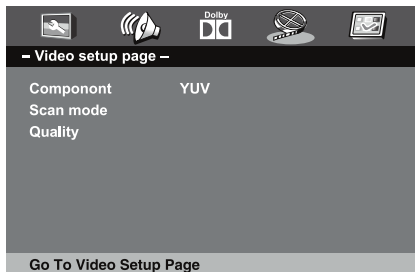 Dolby
– Video setup page –
Componont YUV
Scan mode
Quality
Go To Video Setup Page